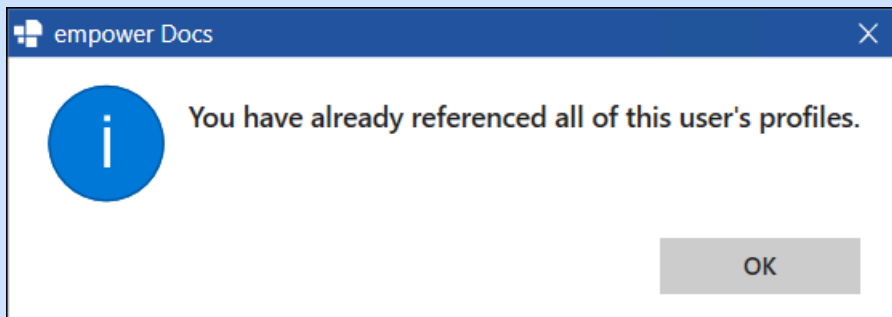 empower Docs
You have already referenced all of this user's profiles.
OK